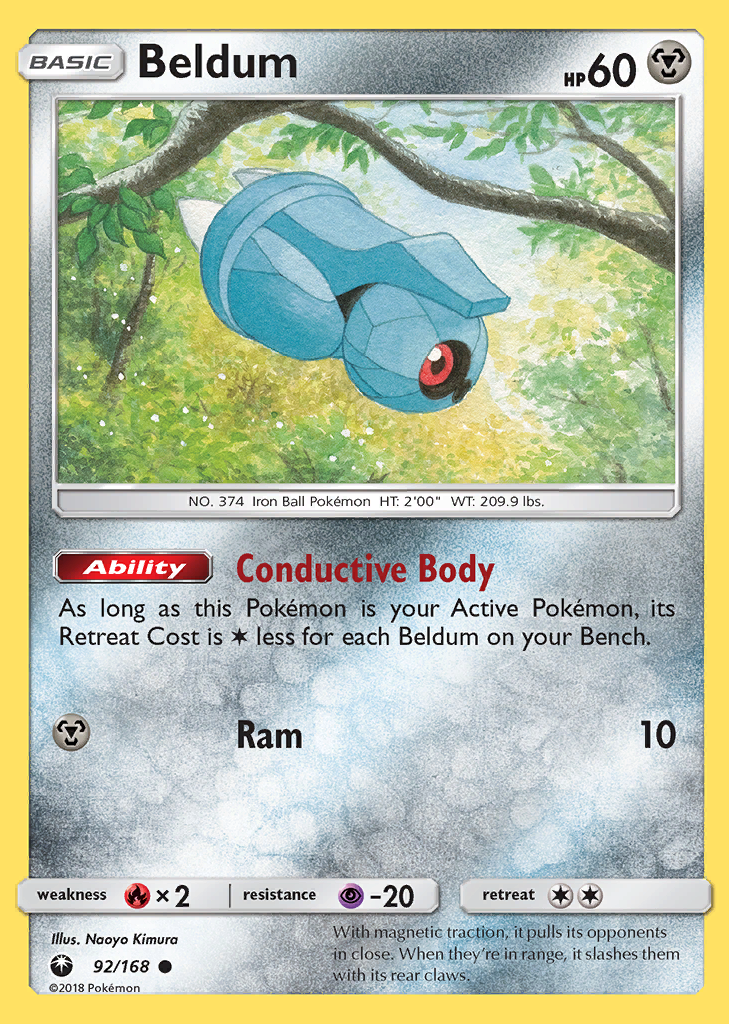 BASIC Beldum HP60
NO. 374 Iron Ball Pokémon HT: 2'00" WT: 209.9 lbs.
Ability Conductive Body
As long as this Pokémon is your Active Pokémon, its
Retreat Cost is less for each Beldum on your Bench.
Ram 10
weakness ×2 resistance -20 retreat
Illus. Naoyo Kimura
92/168
©2018 Pokémon
With magnetic traction, it pulls its opponents
in close. When they're in range, it slashes them
with its rear claws.